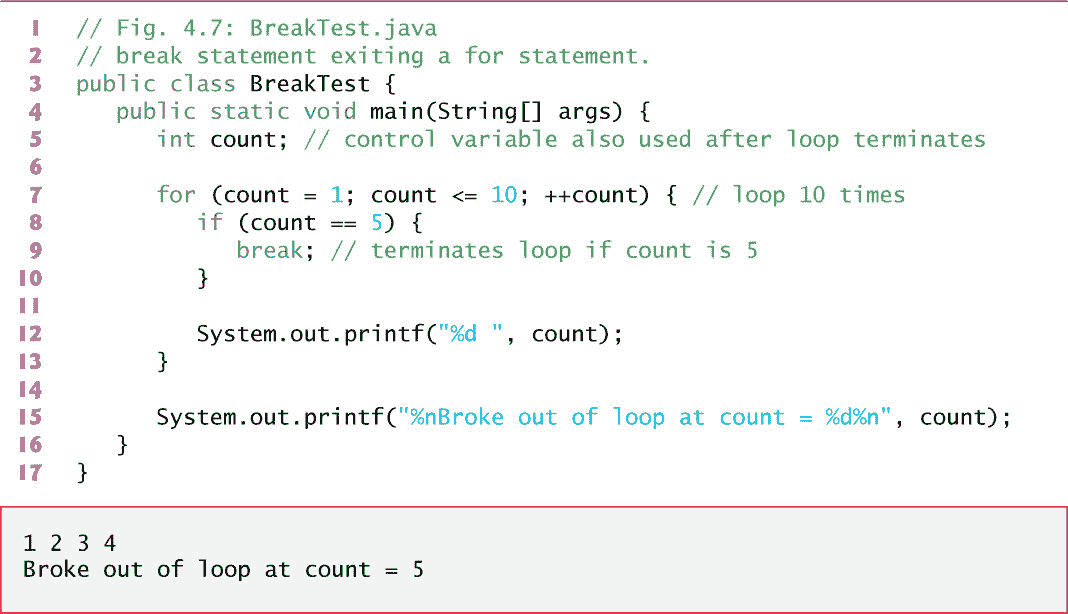 1 // Fig. 4.7: BreakTest.java
2 // break statement exiting a for statement.
3 public class BreakTest {
4    public static void main(String[] args) {
5       int count; // control variable also used after loop terminates
6
7       for (count = 1; count <= 10; ++count) { // loop 10 times
8          if (count == 5) {
9             break; // terminates loop if count is 5
10          }
11
12          System.out.printf("%d ", count);
13       }
14
15       System.out.printf("%nBroke out of loop at count = %d%n", count);
16    }
17 }
1 2 3 4
Broke out of loop at count = 5